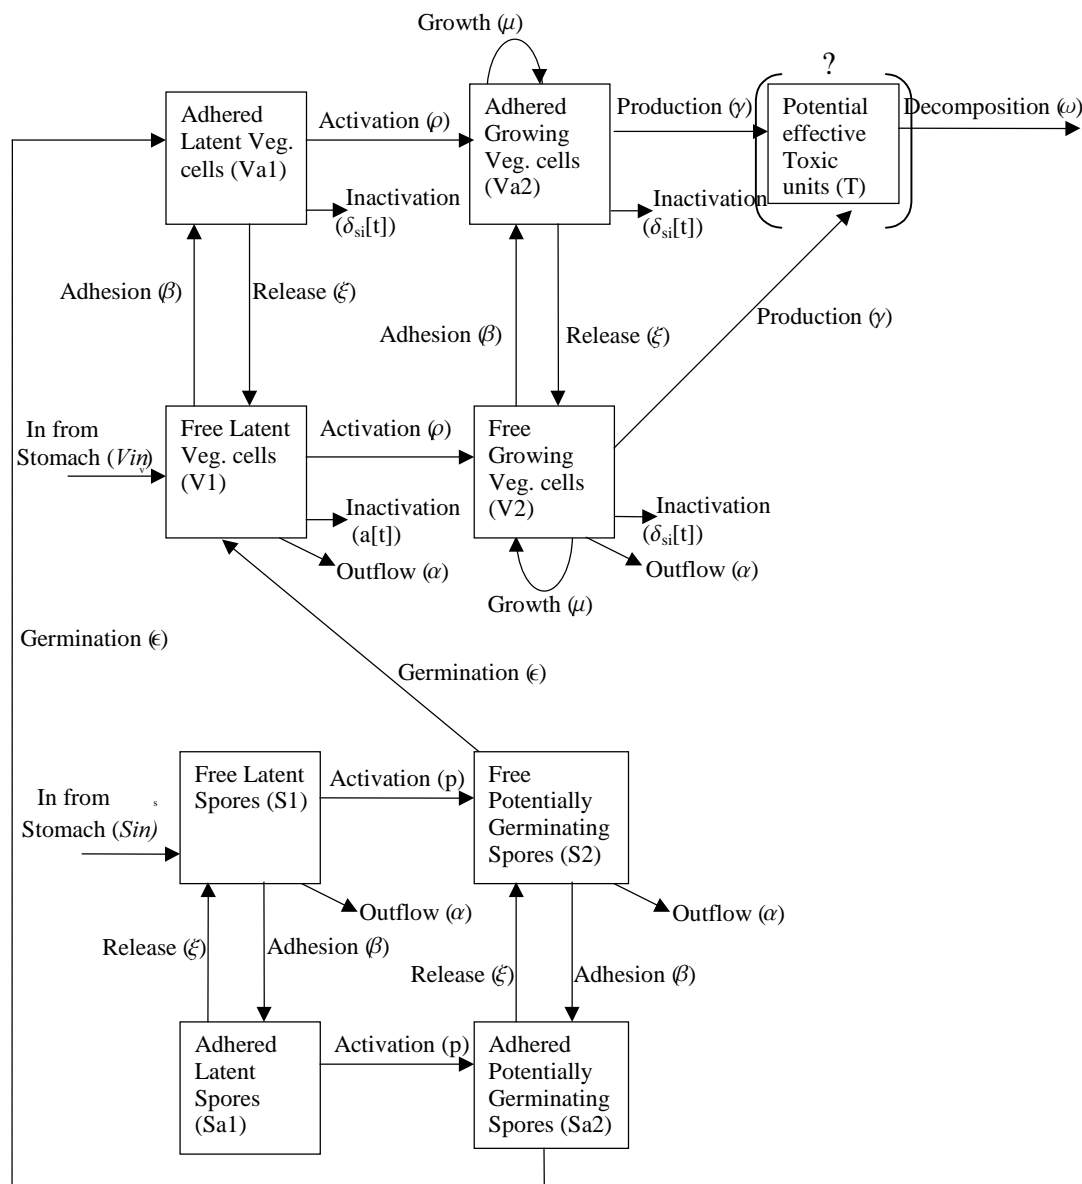 Growth (μ)
?
Adhered
Latent Veg.
cells (Va1)
Activation (ρ)
Adhered
Growing
Veg. cells
(Va2)
Production (γ)
Potential
effective
Toxic
units (T)
Decomposition (ω)
Inactivation
(δsi[t])
Inactivation
(δsi[t])
Adhesion (β)
Release (ξ)
Adhesion (β)
Release (ξ)
Production (γ)
In from
Stomach (Vinv)
Free Latent
Veg. cells
(V1)
Activation (ρ)
Free
Growing
Veg. cells
(V2)
Inactivation
(a[t])
Inactivation
(δsi[t])
Outflow (α)
Outflow (α)
Growth (μ)
Germination (ϵ)
Germination (ϵ)
In from s
Stomach (Sin)
Free Latent
Spores (S1)
Activation (p)
Free
Potentially
Germinating
Spores (S2)
Outflow (α)
Outflow (α)
Release (ξ)
Adhesion (β)
Release (ξ)
Adhesion (β)
Adhered
Latent
Spores
(Sa1)
Activation (p)
Adhered
Potentially
Germinating
Spores (Sa2)